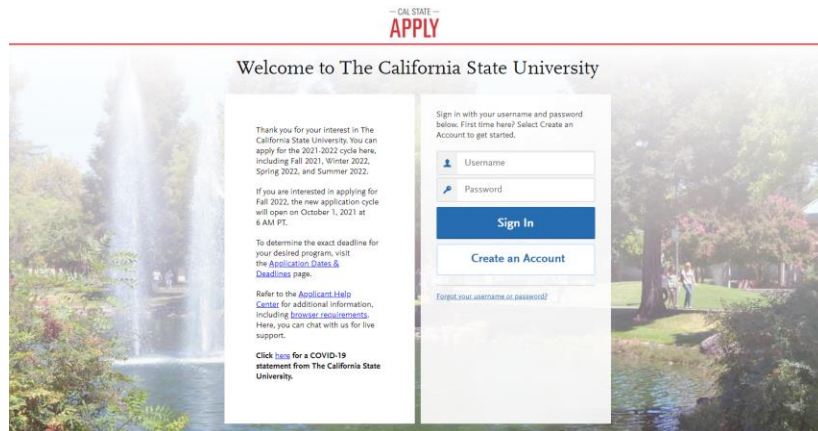 CAL STATE
APPLY
Welcome to The California State University
Thank you for your interest in The
California State University. You can
apply for the 2021-2022 cycle here,
including Fall 2021, Winter 2022,
Spring 2022, and Summer 2022.
If you are interested in applying for
Fall 2022, the new application cycle
will open on October 1, 2021 at
6 AM PT.
To determine the exact deadline for
your desired program, visit
the Application Dates &
Deadlines page.
Refer to the Applicant Help
Center for additional information,
including browser requirements.
Here, you can chat with us for live
support.
Click here for a COVID-19
statement from The California State
University.
Sign in with your username and password
below. First time here? Select Create an
Account to get started.
Username
Password
Sign In
Create an Account
Forgot your username or password?